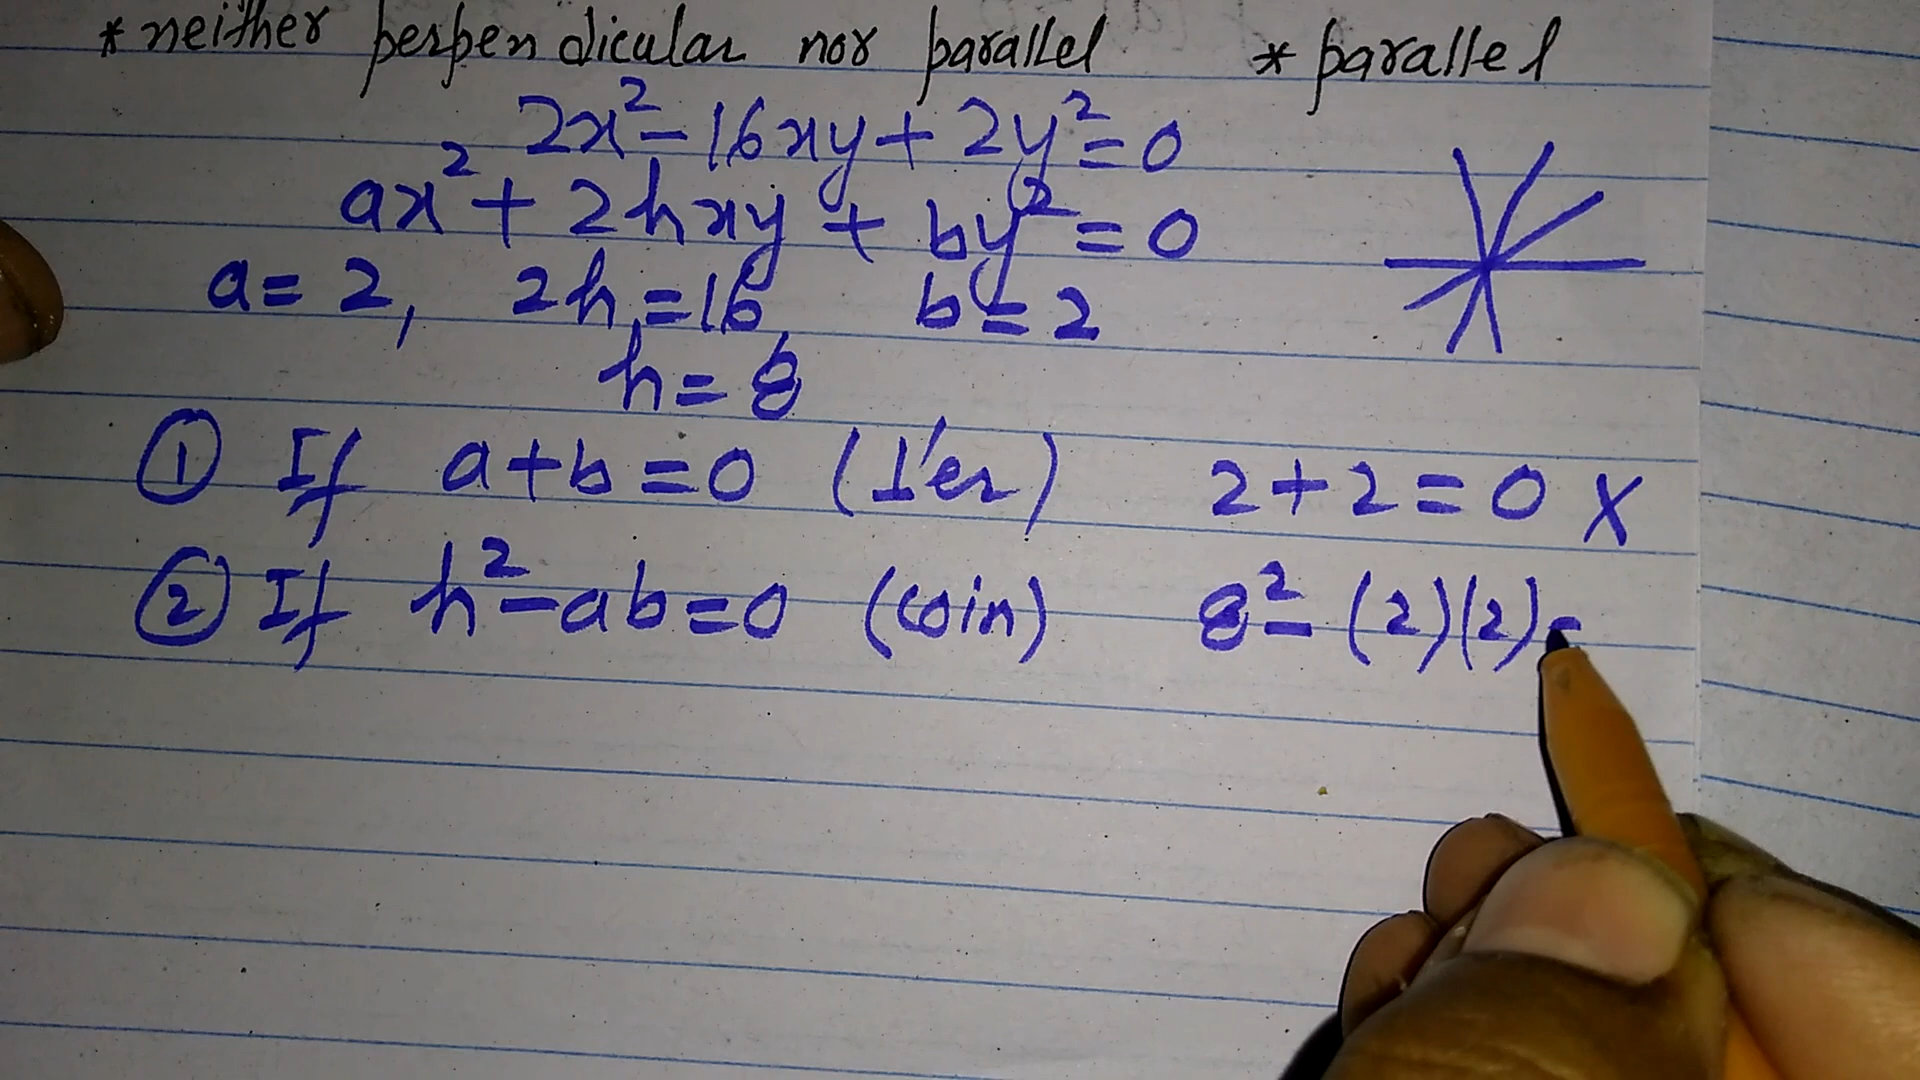 * neither perpendicular nor parallel * parallel
2x² - 16xy + 2y² = 0
ax² + 2hxy + by² = 0
a = 2, 2h = 16, b = 2
h = 8
① If a + b = 0 (⊥'er) 2 + 2 = 0 X
② If h² - ab = 0 (coin) 8² - (2)(2) =